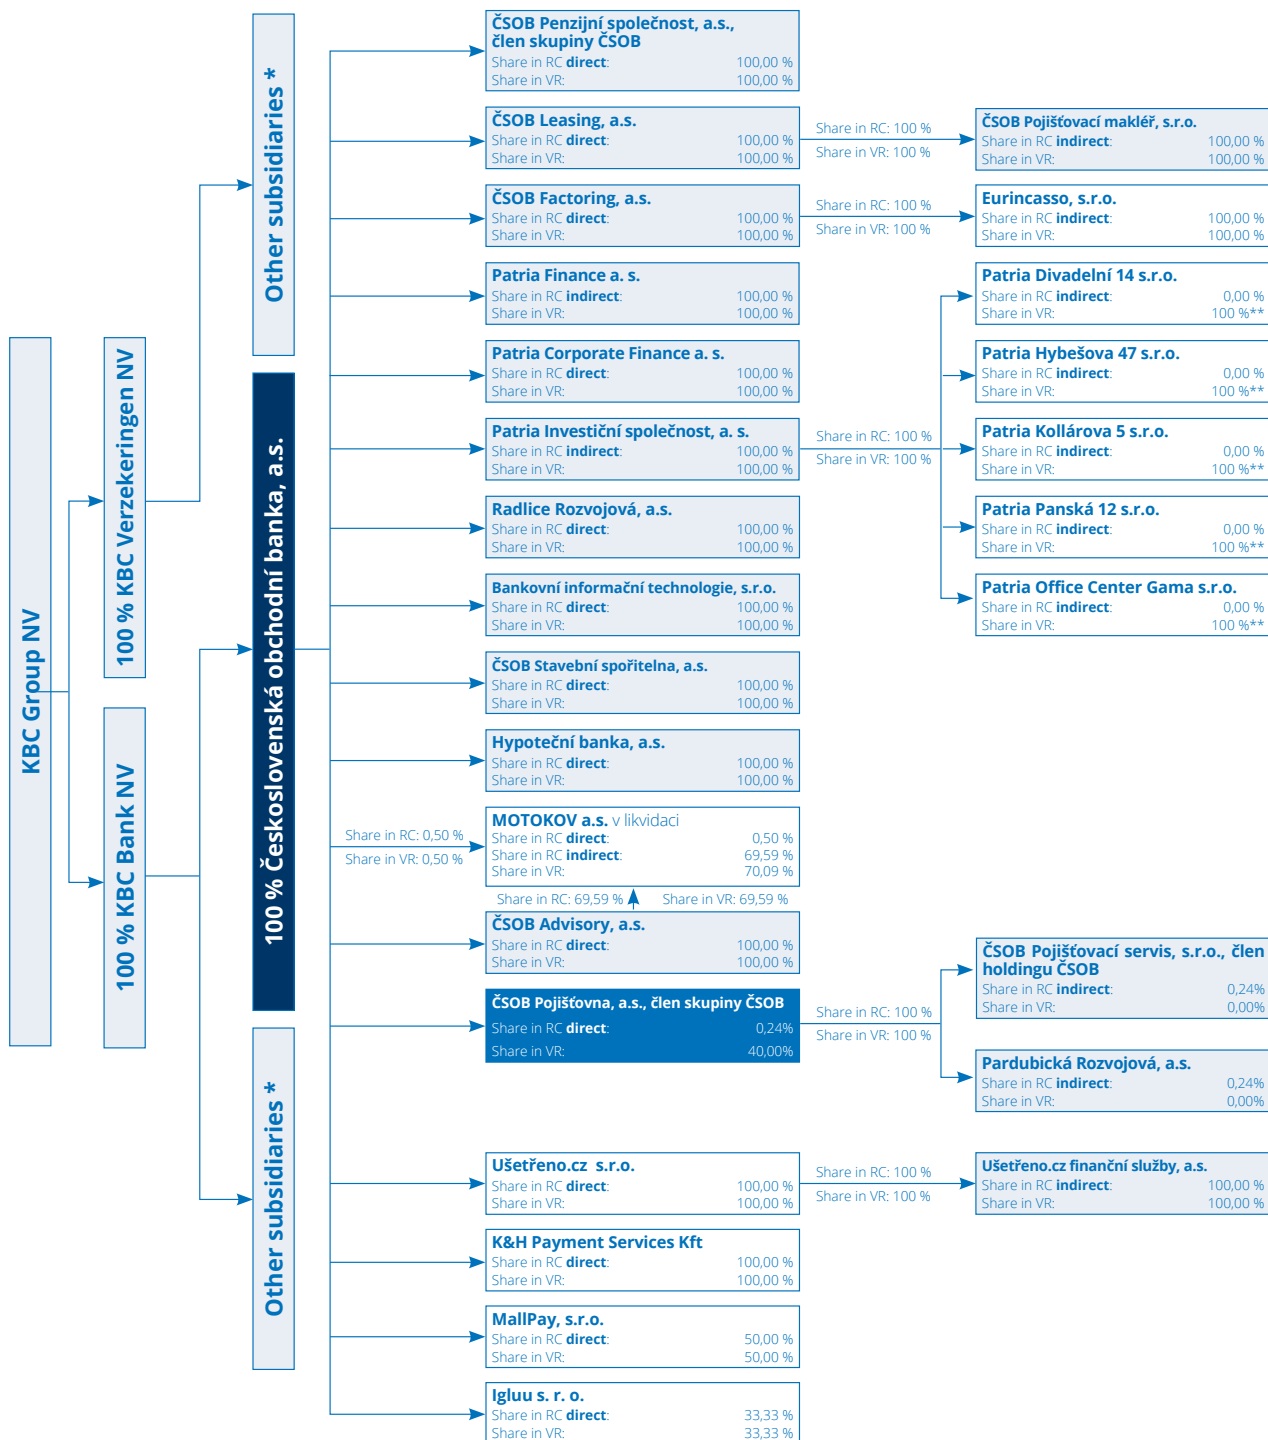 KBC Group NV
100 % KBC Verzekeringen NV
100 % KBC Bank NV
Other subsidiaries *
100 % Československá obchodní banka, a.s.
Other subsidiaries *
ČSOB Penzijní společnost, a.s.,
člen skupiny ČSOB
Share in RC direct: 100,00 %
Share in VR: 100,00 %
ČSOB Leasing, a.s.
Share in RC direct: 100,00 %
Share in VR: 100,00 %
Share in RC: 100 %
Share in VR: 100 %
ČSOB Pojišťovací makléř, s.r.o.
Share in RC indirect: 100,00 %
Share in VR: 100,00 %
ČSOB Factoring, a.s.
Share in RC direct: 100,00 %
Share in VR: 100,00 %
Share in RC: 100 %
Share in VR: 100 %
Eurincasso, s.r.o.
Share in RC indirect: 100,00 %
Share in VR: 100,00 %
Patria Finance a. s.
Share in RC indirect: 100,00 %
Share in VR: 100,00 %
Patria Corporate Finance a. s.
Share in RC direct: 100,00 %
Share in VR: 100,00 %
Patria Investiční společnost, a. s.
Share in RC indirect: 100,00 %
Share in VR: 100,00 %
Share in RC: 100 %
Share in VR: 100 %
Patria Divadelní 14 s.r.o.
Share in RC indirect: 0,00 %
Share in VR: 100 %**
Patria Hybešova 47 s.r.o.
Share in RC indirect: 0,00 %
Share in VR: 100 %**
Patria Kollárova 5 s.r.o.
Share in RC indirect: 0,00 %
Share in VR: 100 %**
Patria Panská 12 s.r.o.
Share in RC indirect: 0,00 %
Share in VR: 100 %**
Patria Office Center Gama s.r.o.
Share in RC indirect: 0,00 %
Share in VR: 100 %**
Radlice Rozvojová, a.s.
Share in RC direct: 100,00 %
Share in VR: 100,00 %
Bankovní informační technologie, s.r.o.
Share in RC direct: 100,00 %
Share in VR: 100,00 %
ČSOB Stavební spořitelna, a.s.
Share in RC direct: 100,00 %
Share in VR: 100,00 %
Hypoteční banka, a.s.
Share in RC direct: 100,00 %
Share in VR: 100,00 %
Share in RC: 0,50 %
Share in VR: 0,50 %
MOTOKOV a.s. v likvidaci
Share in RC direct: 0,50 %
Share in RC indirect: 69,59 %
Share in VR: 70,09 %
Share in RC: 69,59 % Share in VR: 69,59 %
ČSOB Advisory, a.s.
Share in RC direct: 100,00 %
Share in VR: 100,00 %
ČSOB Pojišťovna, a.s., člen skupiny ČSOB
Share in RC direct: 0,24%
Share in VR: 40,00%
Share in RC: 100 %
Share in VR: 100 %
ČSOB Pojišťovací servis, s.r.o., člen
holdingu ČSOB
Share in RC indirect: 0,24%
Share in VR: 0,00%
Pardubická Rozvojová, a.s.
Share in RC indirect: 0,24%
Share in VR: 0,00%
Ušetřeno.cz s.r.o.
Share in RC direct: 100,00 %
Share in VR: 100,00 %
Share in RC: 100 %
Share in VR: 100 %
Ušetřeno.cz finanční služby, a.s.
Share in RC indirect: 100,00 %
Share in VR: 100,00 %
K&H Payment Services Kft
Share in RC direct: 100,00 %
Share in VR: 100,00 %
MallPay, s.r.o.
Share in RC direct: 50,00 %
Share in VR: 50,00 %
Igluu s. r. o.
Share in RC direct: 33,33 %
Share in VR: 33,33 %